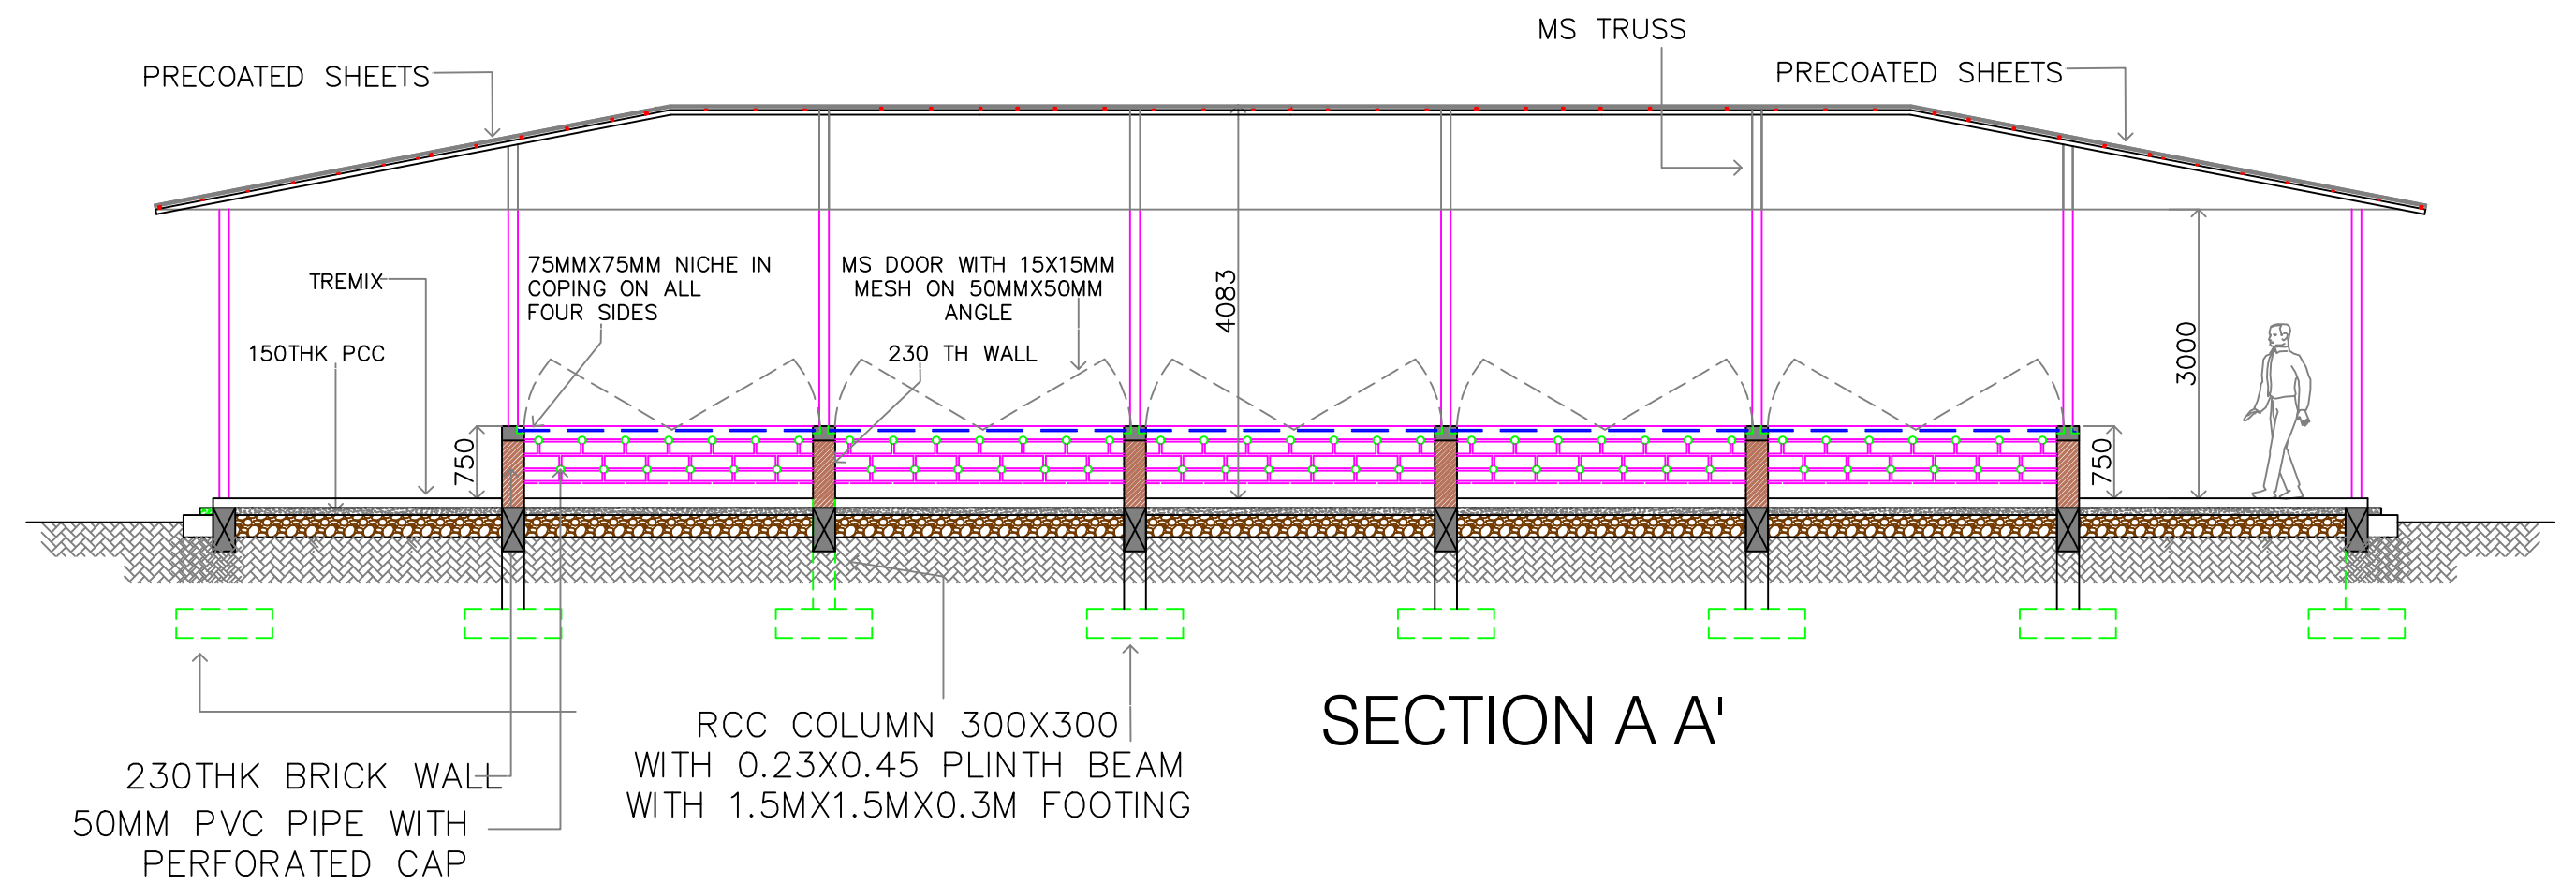 MS TRUSS
PRECOATED SHEETS
PRECOATED SHEETS
TREMIX
75MMX75MM NICHE IN
COPING ON ALL
FOUR SIDES
MS DOOR WITH 15X15MM
MESH ON 50MMX50MM
ANGLE
4083
3000
150THK PCC
230 TH WALL
750
750
RCC COLUMN 300X300
WITH 0.23X0.45 PLINTH BEAM
WITH 1.5MX1.5MX0.3M FOOTING
SECTION A A'
230THK BRICK WALL
50MM PVC PIPE WITH
PERFORATED CAP